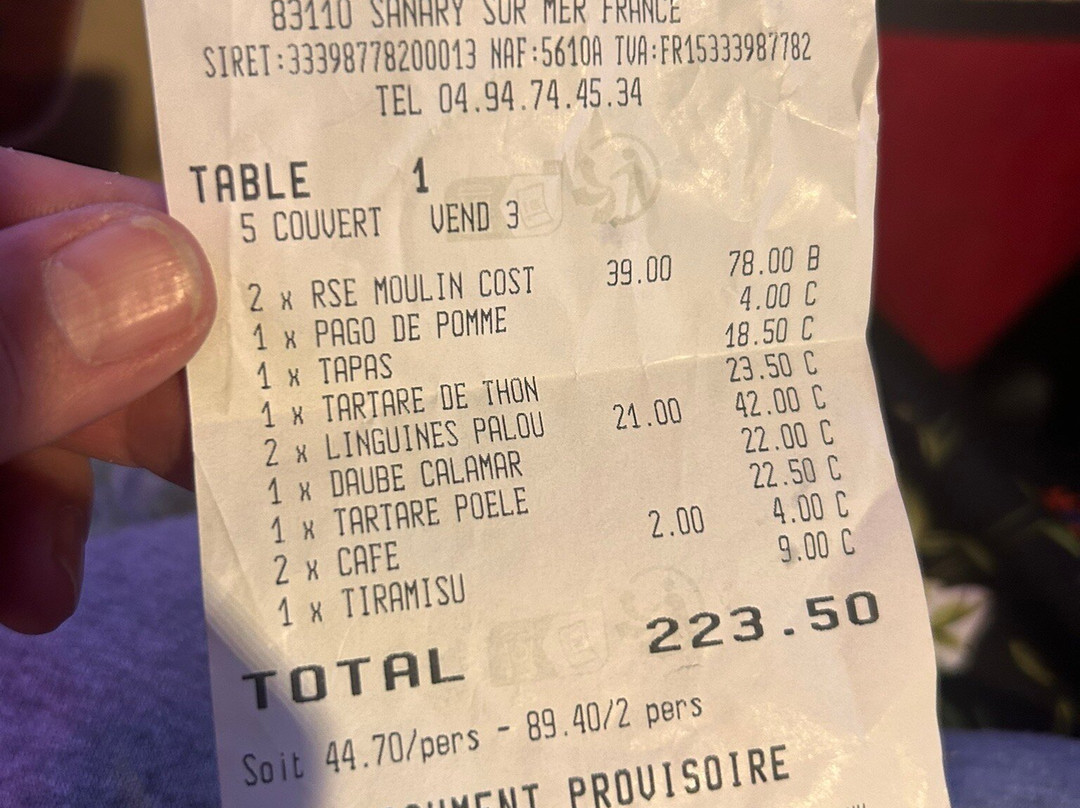 83110 SANARY SUR MER FRANCE
SIRET:33398778200013 NAF:5610A TVA:FR15333987782
TEL 04.94.74.45.34
TABLE 1
5 COUVERT VEND 3
2 x RSE MOULIN COST 39.00 78.00 B
1 x PAGO DE POMME 4.00 C
1 x TAPAS 18.50 C
1 x TARTARE DE THON 23.50 C
2 x LINGUINES PALOU 21.00 42.00 C
1 x DAUBE CALAMAR 22.00 C
1 x TARTARE POELE 22.50 C
2 x CAFE 2.00 4.00 C
1 x TIRAMISU 9.00 C
TOTAL 223.50
Soit 44.70/pers - 89.40/2 pers
PROVISOIRE